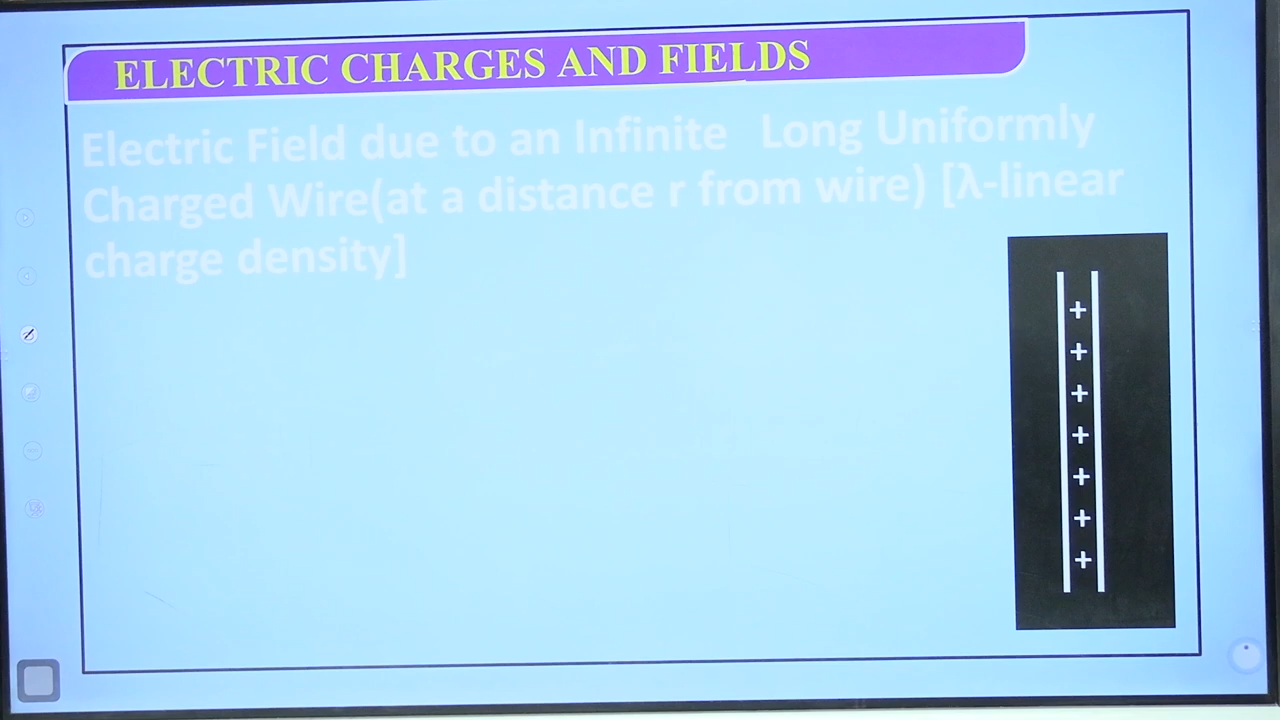 ELECTRIC CHARGES AND FIELDS
Electric Field due to an Infinite Long Uniformly
Charged Wire(at a distance r from wire) [λ-linear
charge density]
+
+
+
+
+
+
+